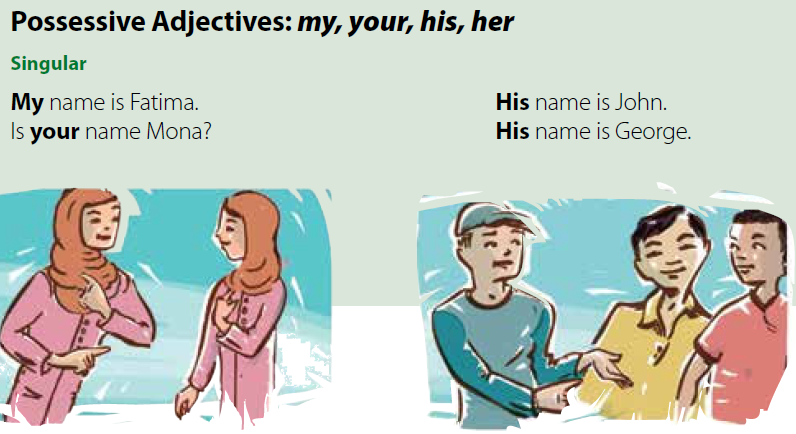 Possessive Adjectives: my, your, his, her
Singular
My name is Fatima.
Is your name Mona?
His name is John.
His name is George.